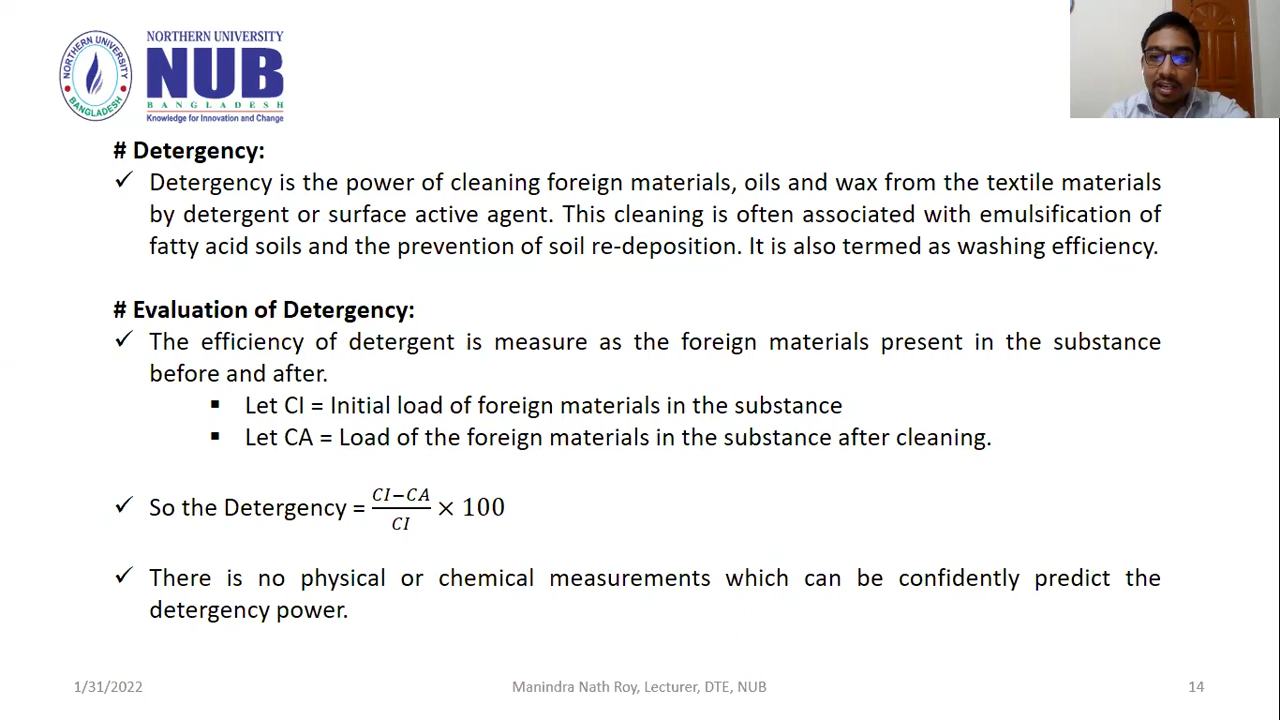 NORTHERN UNIVERSITY
BANGLADESH
NORTHERN UNIVERSITY
NUB
BANGLADESH
Knowledge for Innovation and Change
# Detergency:
✓ Detergency is the power of cleaning foreign materials, oils and wax from the textile materials
by detergent or surface active agent. This cleaning is often associated with emulsification of
fatty acid soils and the prevention of soil re-deposition. It is also termed as washing efficiency.
# Evaluation of Detergency:
✓ The efficiency of detergent is measure as the foreign materials present in the substance
before and after.
▪ Let CI = Initial load of foreign materials in the substance
▪ Let CA = Load of the foreign materials in the substance after cleaning.
✓ So the Detergency = (CI−CA)/CI × 100
✓ There is no physical or chemical measurements which can be confidently predict the
detergency power.
1/31/2022
Manindra Nath Roy, Lecturer, DTE, NUB
14